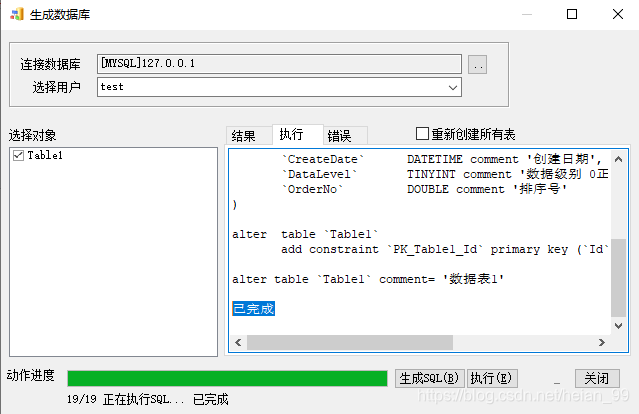 生成数据库
连接数据库 [MYSQL]127.0.0.1 ..
选择用户 test
选择对象
结果 执行 错误 重新创建所有表
Table1
`CreateDate` DATETIME comment '创建日期',
`DataLevel` TINYINT comment '数据级别 0正
`OrderNo` DOUBLE comment '排序号'
)
alter table `Table1`
add constraint `PK_Table1_Id` primary key (`Id`
alter table `Table1` comment= '数据表1'
已完成
动作进度 生成SQL(B) 执行(E) _ 关闭
19/19 正在执行SQL... 已完成
https://blog.csdn.net/helan_99